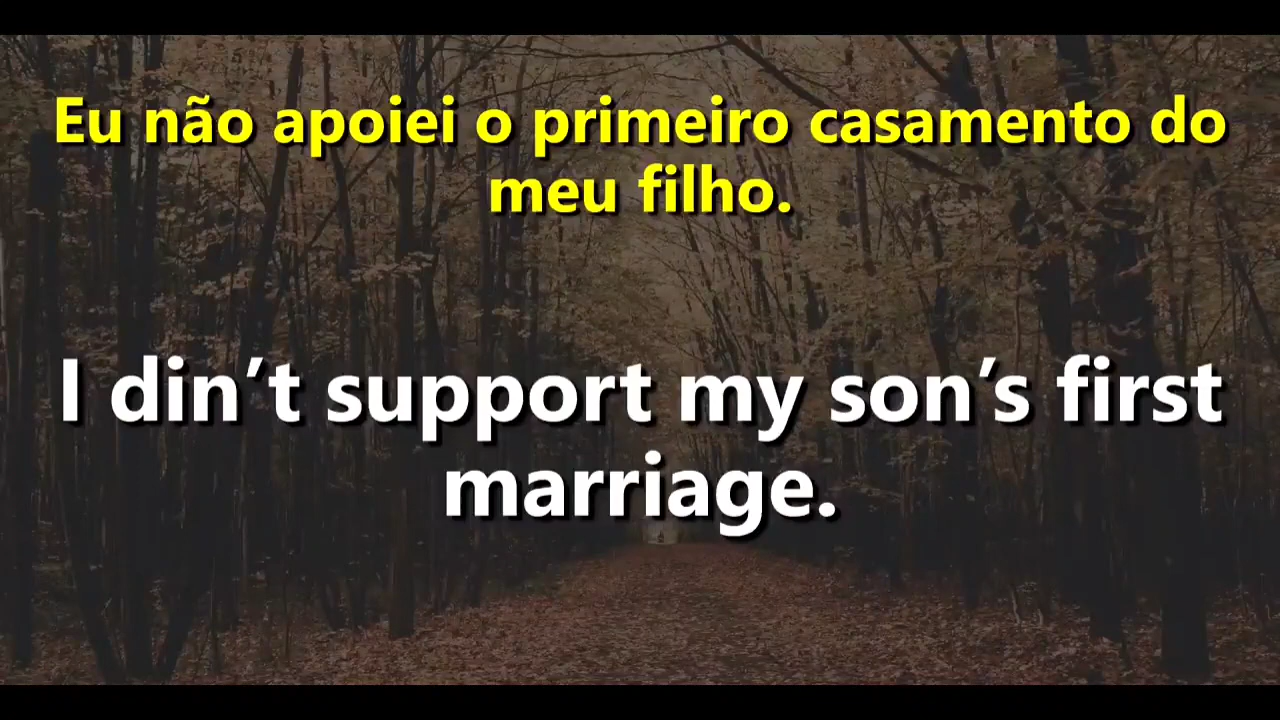 Eu não apoiei o primeiro casamento do
meu filho.
I din’t support my son’s first
marriage.